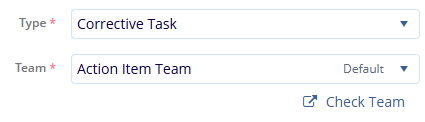 Type * Corrective Task
Team * Action Item Team Default
Check Team